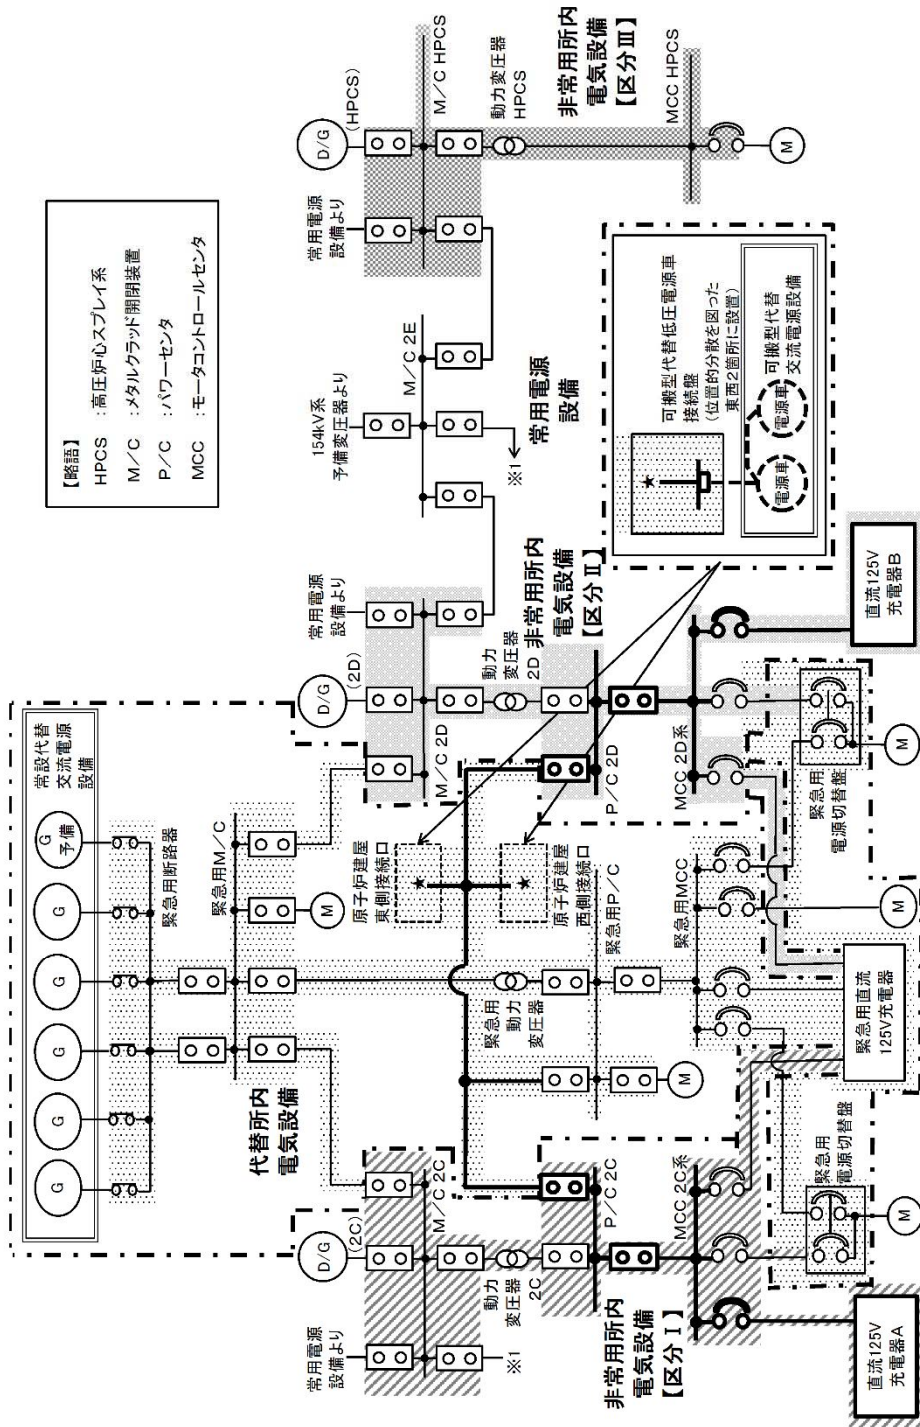 【略語】
HPCS :高圧炉心スプレイ系
M/C :メタルクラッド開閉装置
P/C :パワーセンタ
MCC :モータコントロールセンタ
常設代替
交流電源
設備
G
G
G
G
G
G
予備
緊急用断路器
緊急用M/C
M
代替所内
電気設備
D/G
(2C)
常用電源
設備より
※1
M/C 2C
動力
変圧器
2C
P/C 2C
MCC 2C系
非常用所内
電気設備
【区分Ⅰ】
直流125V
充電器A
緊急用
電源切替盤
M
緊急用
動力
変圧器
M
緊急用P/C
緊急用MCC
M
緊急用直流
125V充電器
原子炉建屋
東側接続口
★
原子炉建屋
西側接続口
★
D/G
(2D)
常用電源
設備より
M/C 2D
動力
変圧器
2D
P/C 2D
MCC 2D系
非常用所内
電気設備
【区分Ⅱ】
緊急用
電源切替盤
M
直流125V
充電器B
154kV系
予備変圧器より
M/C 2E
※1
常用電源
設備
可搬型代替低圧電源車
接続盤
(位置的分散を図った
東西2箇所に設置)
★
可搬型代替
交流電源設備
電源車
電源車
D/G
(HPCS)
常用電源
設備より
M/C HPCS
動力変圧器
HPCS
非常用所内
電気設備
【区分Ⅲ】
MCC HPCS
M